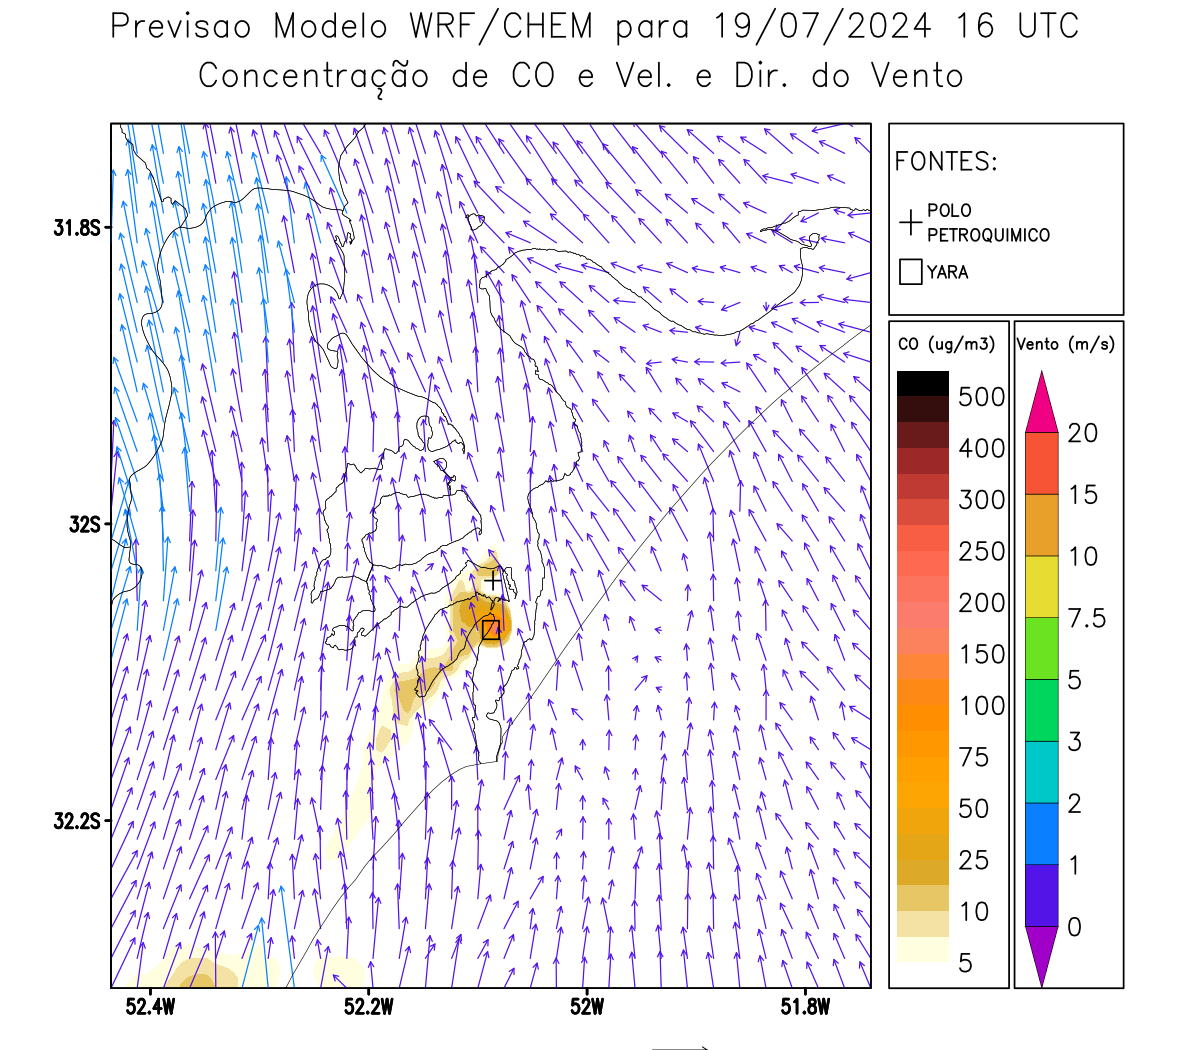 Previsao Modelo WRF/CHEM para 19/07/2024 16 UTC
Concentração de CO e Vel. e Dir. do Vento
FONTES:
POLO
PETROQUIMICO
YARA
CO (ug/m3)
500
400
300
250
200
150
100
75
50
25
10
5
Vento (m/s)
20
15
10
7.5
5
3
2
1
0
31.8S
32S
32.2S
52.4W
52.2W
52W
51.8W